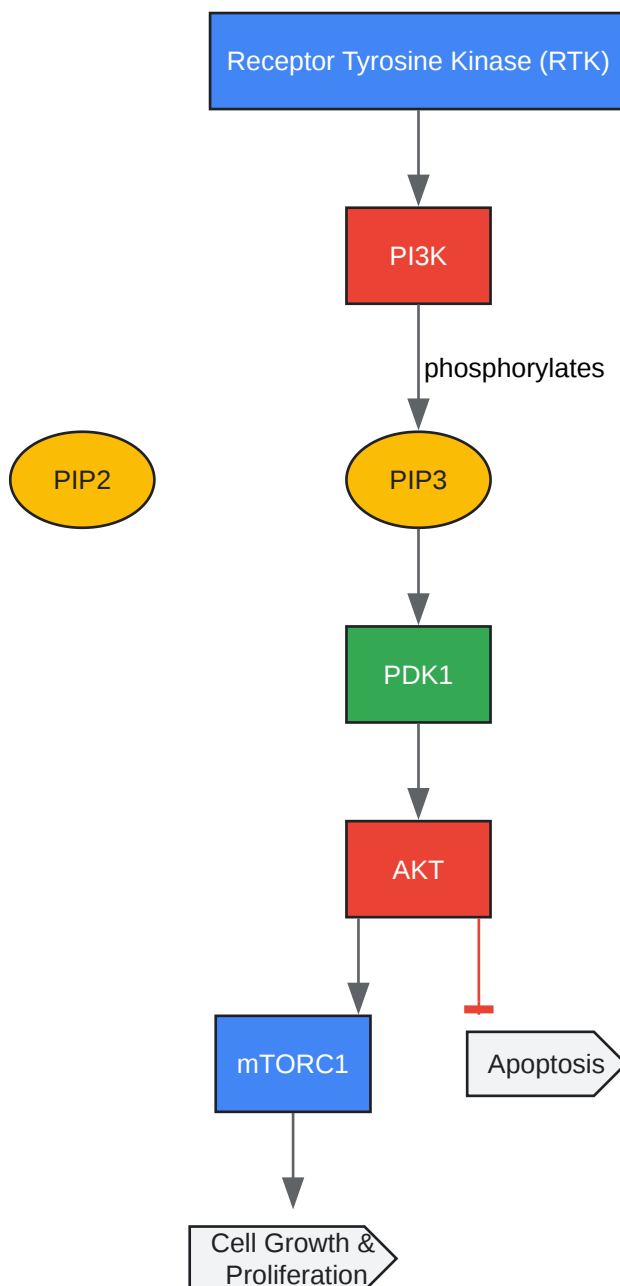 Receptor Tyrosine Kinase (RTK)
PI3K
phosphorylates
PIP2
PIP3
PDK1
AKT
mTORC1
Apoptosis
Cell Growth &
Proliferation